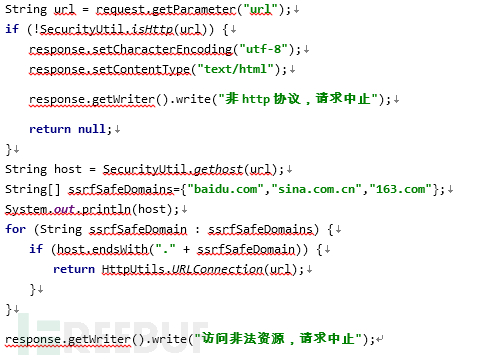 String url = request.getParameter("url");↓
if (!SecurityUtil.isHttp(url)) {↓
response.setCharacterEncoding("utf-8");↓
response.setContentType("text/html");↓
response.getWriter().write("非http协议，请求中止");↓
return null;↓
}↓
String host = SecurityUtil.gethost(url);↓
String[] ssrfSafeDomains={"baidu.com","sina.com.cn","163.com"};↓
System.out.println(host);↓
for (String ssrfSafeDomain : ssrfSafeDomains) {↓
if (host.endsWith("." + ssrfSafeDomain)) {↓
return HttpUtils.URLConnection(url);↓
}↓
}↓
response.getWriter().write("访问非法资源，请求中止");↵
FREEBUF